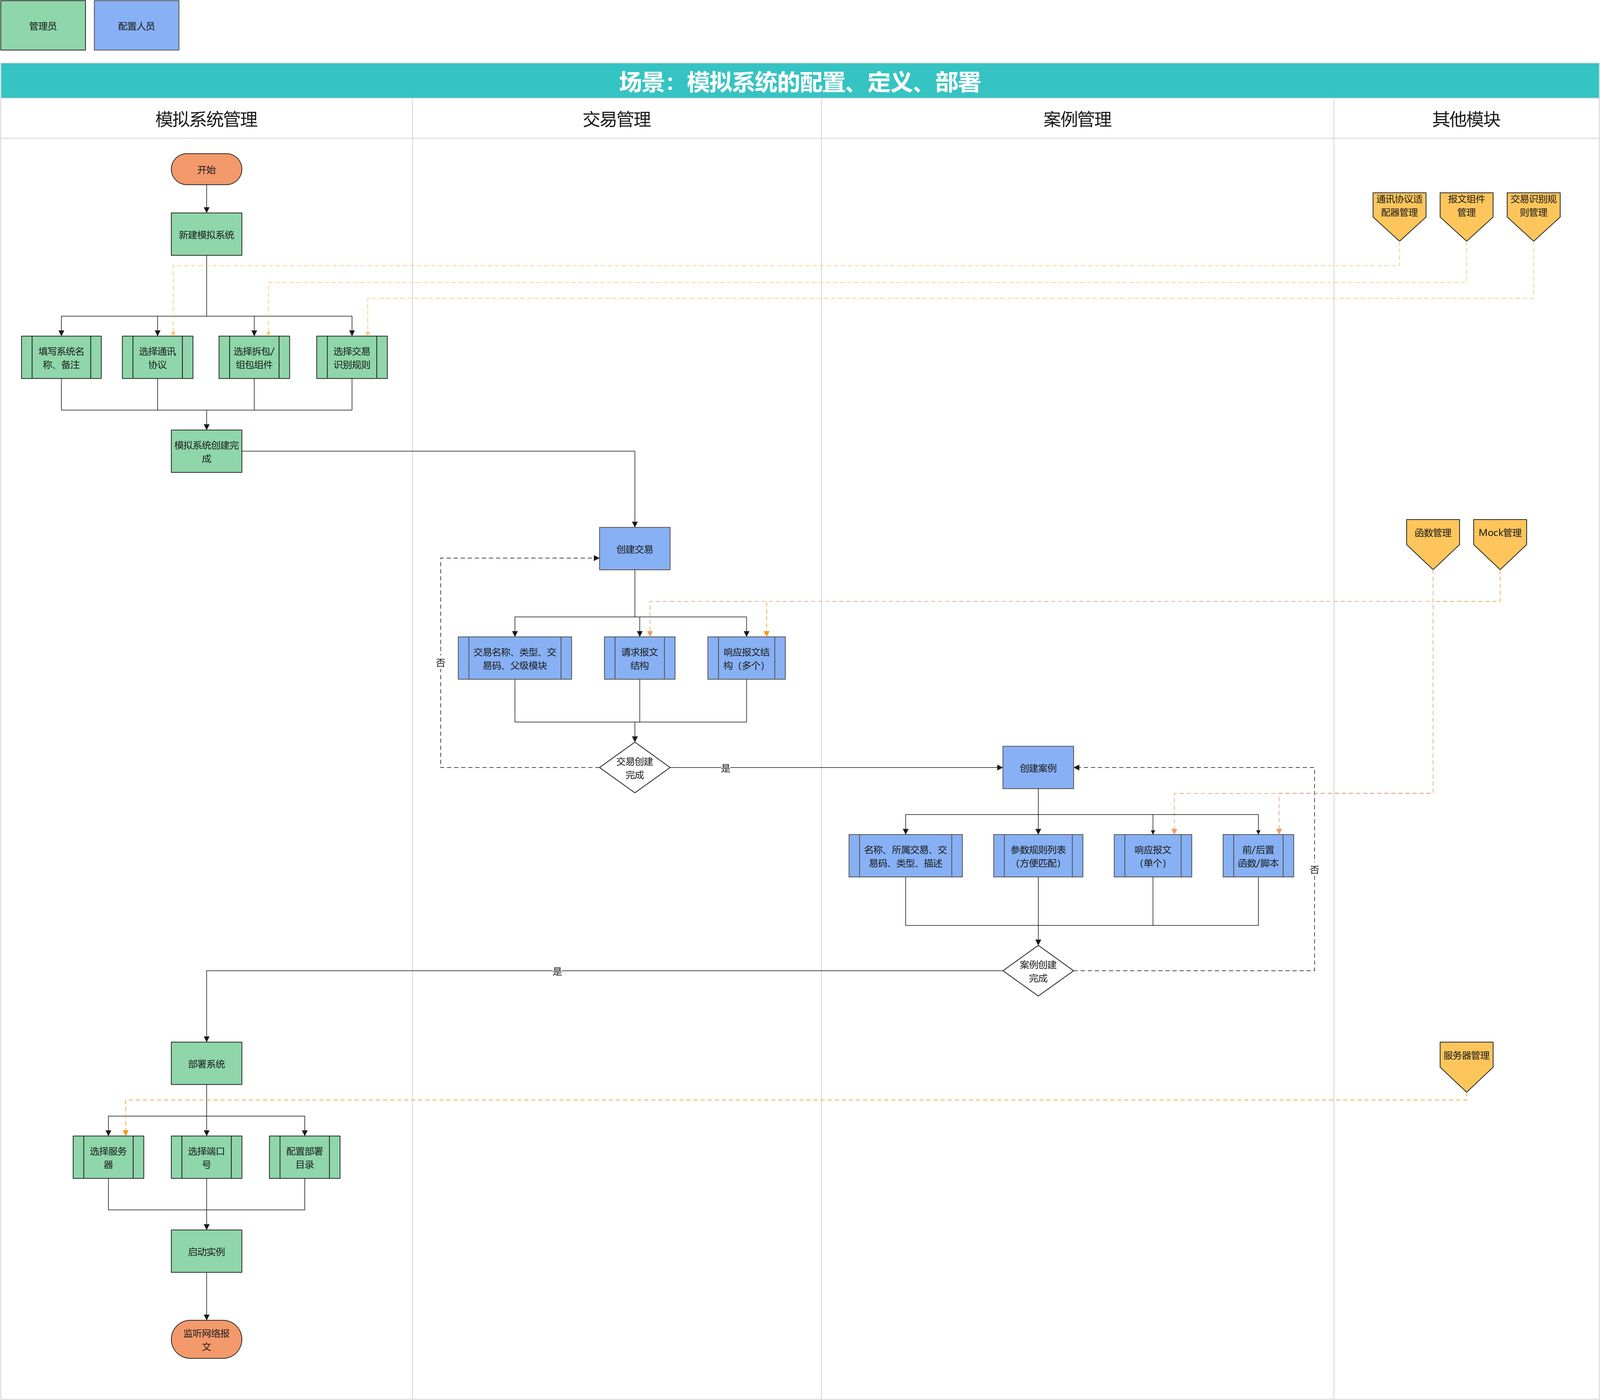 管理员
配置人员
场景：模拟系统的配置、定义、部署
模拟系统管理
交易管理
案例管理
其他模块
开始
通讯协议适
配器管理
报文组件
管理
交易识别规
则管理
新建模拟系统
填写系统名
称、备注
选择通讯
协议
选择拆包/
组包组件
选择交易
识别规则
模拟系统创建完
成
函数管理
Mock管理
创建交易
交易名称、类型、交
易码、父级模块
请求报文
结构
响应报文结
构（多个）
否
交易创建
完成
是
创建案例
名称、所属交易、交
易码、类型、描述
参数规则列表
（方便匹配）
响应报文
（单个）
前/后置
函数/脚本
否
案例创建
完成
是
部署系统
服务器管理
选择服务
器
选择端口
号
配置部署
目录
启动实例
监听网络报
文